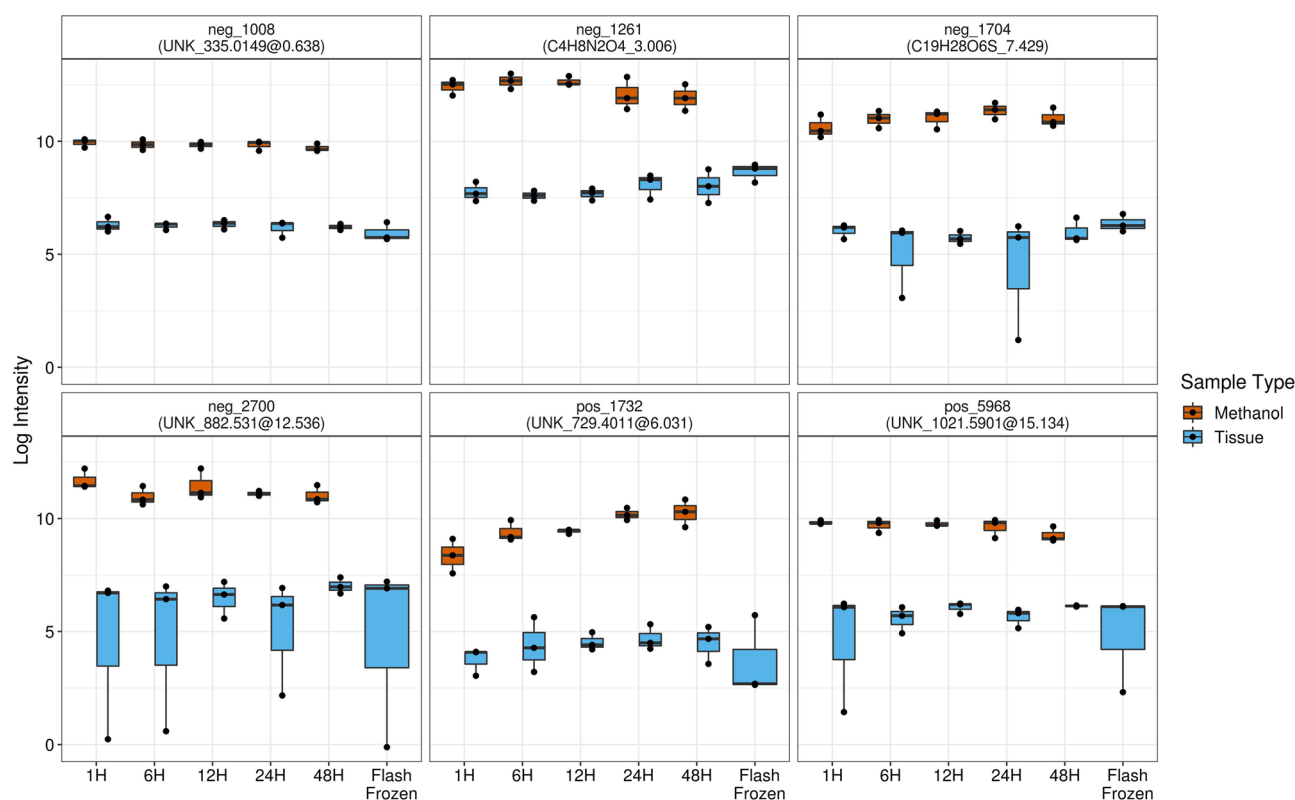 neg_1008
(UNK_335.0149@0.638)
neg_1261
(C4H8N2O4_3.006)
neg_1704
(C19H28O6S_7.429)
10
5
0
neg_2700
(UNK_882.531@12.536)
pos_1732
(UNK_729.4011@6.031)
pos_5968
(UNK_1021.5901@15.134)
10
5
0
Log Intensity
1H 6H 12H 24H 48H Flash
Frozen
1H 6H 12H 24H 48H Flash
Frozen
1H 6H 12H 24H 48H Flash
Frozen
Sample Type
Methanol
Tissue